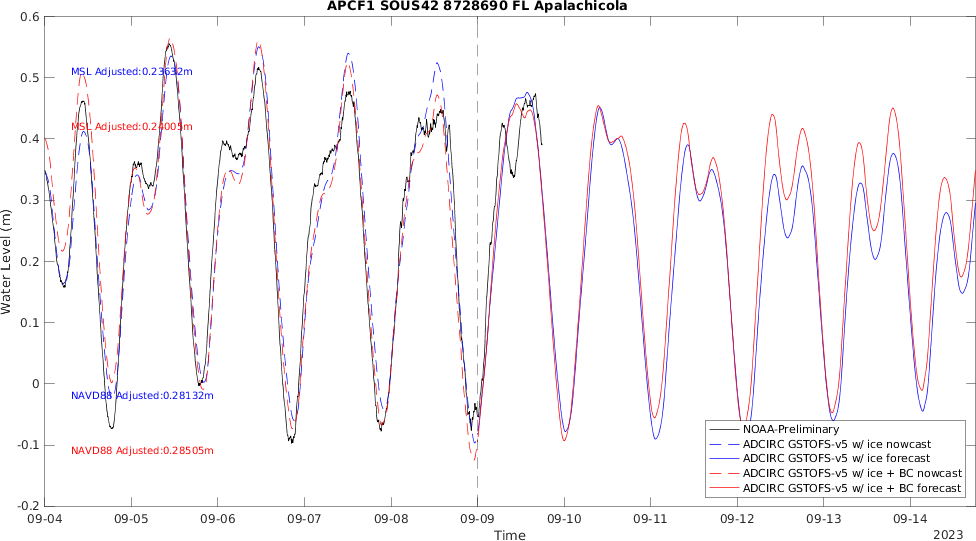 APCF1 SOUS42 8728690 FL Apalachicola
0.6
0.5
0.4
0.3
0.2
0.1
0
-0.1
-0.2
Water Level (m)
MSL Adjusted:0.23632m
MSL Adjusted:0.24005m
NAVD88 Adjusted:0.28132m
NAVD88 Adjusted:0.28505m
NOAA-Preliminary
ADCIRC GSTOFS-v5 w/ ice nowcast
ADCIRC GSTOFS-v5 w/ ice forecast
ADCIRC GSTOFS-v5 w/ ice + BC nowcast
ADCIRC GSTOFS-v5 w/ ice + BC forecast
09-04 09-05 09-06 09-07 09-08 09-09 09-10 09-11 09-12 09-13 09-14
Time
2023